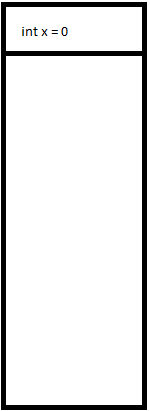 int x = 0